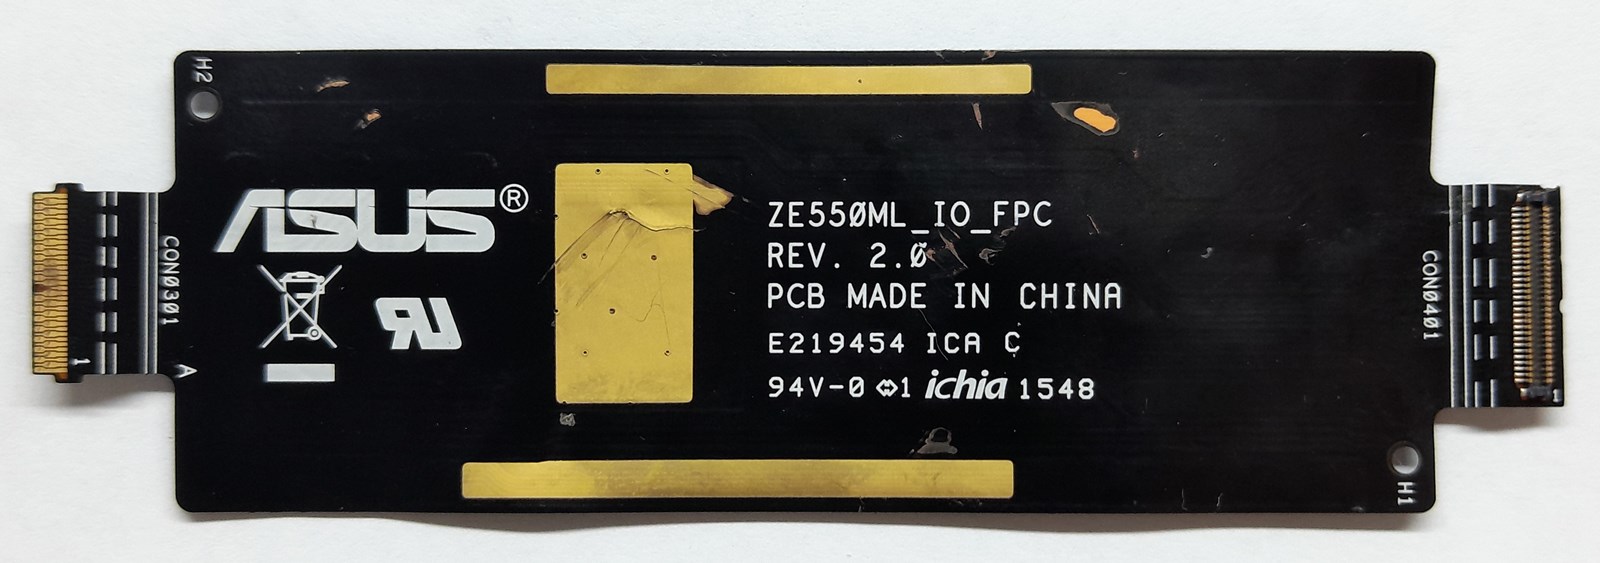 H2
ASUS®
CON0301
1
A
ZE550ML_IO_FPC
REV. 2.0
PCB MADE IN CHINA
E219454 ICA C
94V-0 1 ichia 1548
CON0401
1
H1